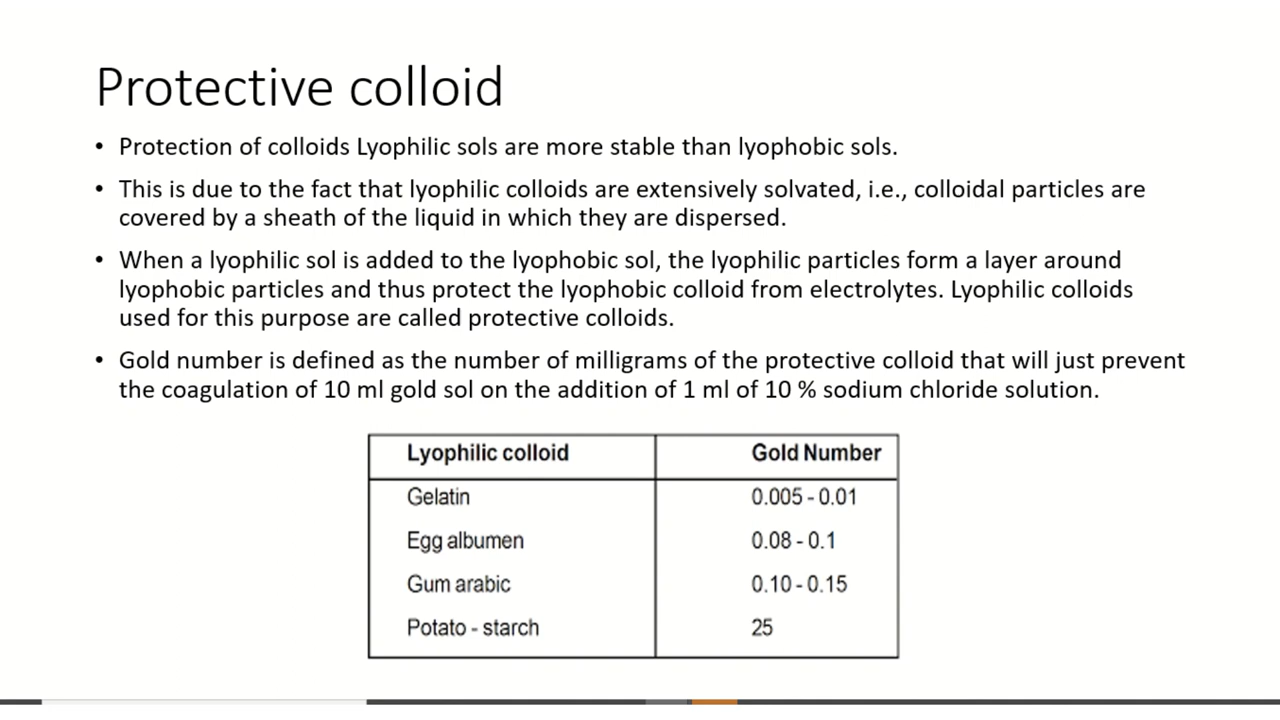 Protective colloid
• Protection of colloids Lyophilic sols are more stable than lyophobic sols.
• This is due to the fact that lyophilic colloids are extensively solvated, i.e., colloidal particles are
covered by a sheath of the liquid in which they are dispersed.
• When a lyophilic sol is added to the lyophobic sol, the lyophilic particles form a layer around
lyophobic particles and thus protect the lyophobic colloid from electrolytes. Lyophilic colloids
used for this purpose are called protective colloids.
• Gold number is defined as the number of milligrams of the protective colloid that will just prevent
the coagulation of 10 ml gold sol on the addition of 1 ml of 10 % sodium chloride solution.
Lyophilic colloid Gold Number
Gelatin 0.005 - 0.01
Egg albumen 0.08 - 0.1
Gum arabic 0.10 - 0.15
Potato - starch 25